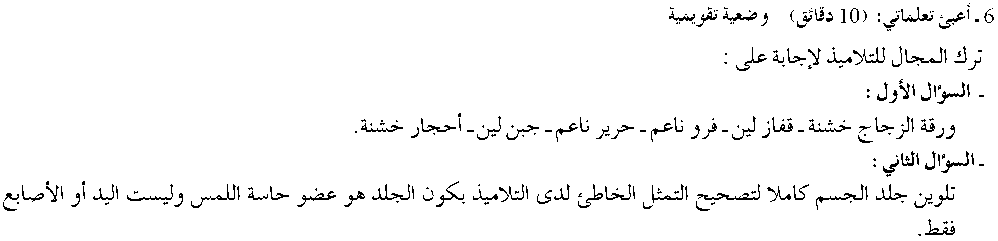 6 ـ أعبئ تعلماتي: (10 دقائق) وضعية تقويمية
ترك المجال للتلاميذ لإجابة على :
ـ السؤال الأول :
ورقة الزجاج خشنة ـ قفاز لين ـ فرو ناعم ـ حرير ناعم ـ جبن لين ـ أحجار خشنة.
ـ السؤال الثاني :
تلوين جلد الجسم كاملا لتصحيح التمثل الخاطئ لدى التلاميذ بكون الجلد هو عضو حاسة اللمس وليست اليد أو الأصابع
فقط.